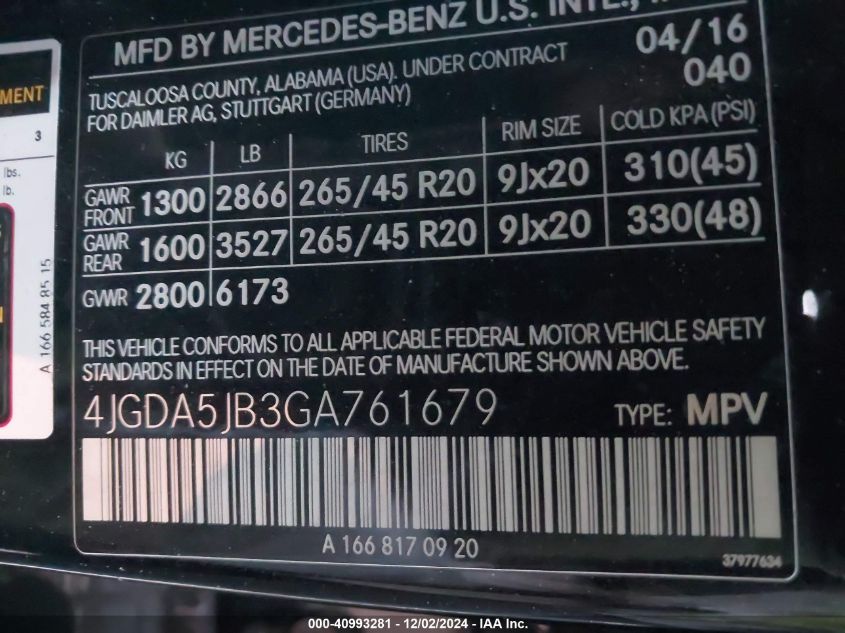 MFD BY MERCEDES-BENZ U.S. INTL.,
04/16
TUSCALOOSA COUNTY, ALABAMA (USA). UNDER CONTRACT
040
FOR DAIMLER AG, STUTTGART (GERMANY)
KG LB TIRES RIM SIZE COLD KPA (PSI)
GAWR FRONT 1300 2866 265/45 R20 9Jx20 310(45)
GAWR REAR 1600 3527 265/45 R20 9Jx20 330(48)
GVWR 2800 6173
THIS VEHICLE CONFORMS TO ALL APPLICABLE FEDERAL MOTOR VEHICLE SAFETY
STANDARDS IN EFFECT ON THE DATE OF MANUFACTURE SHOWN ABOVE.
4JGDA5JB3GA761679 TYPE: MPV
A 166 817 09 20
37977634
MENT
3
lbs.
lb.
A 166 584 85 15
000-40993281 - 12/02/2024 - IAA Inc.